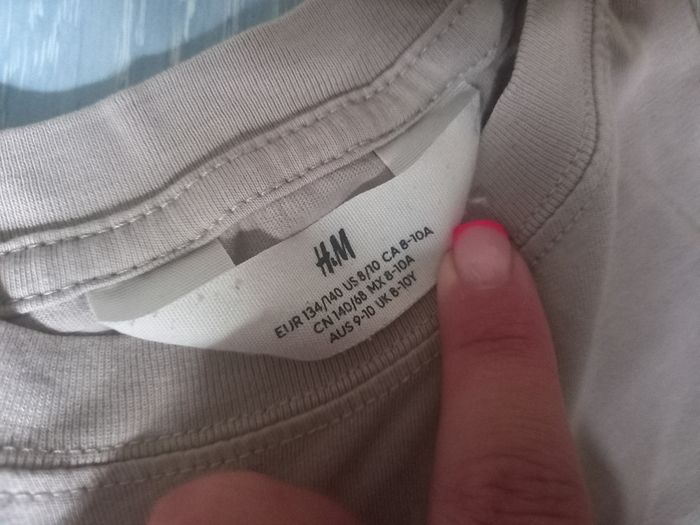 H&M
EUR 134/140 US 8/10 CA 8-10A
CN 140/68 MX 8-10A
AUS 9-10 UK 8-10Y